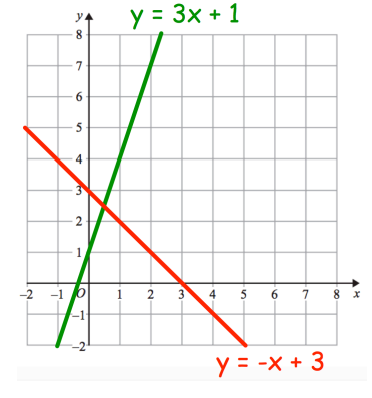 y = 3x + 1
y
8
7
6
5
4
3
2
1
-2 -1 O 1 2 3 4 5 6 7 8 x
-1
-2
y = -x + 3